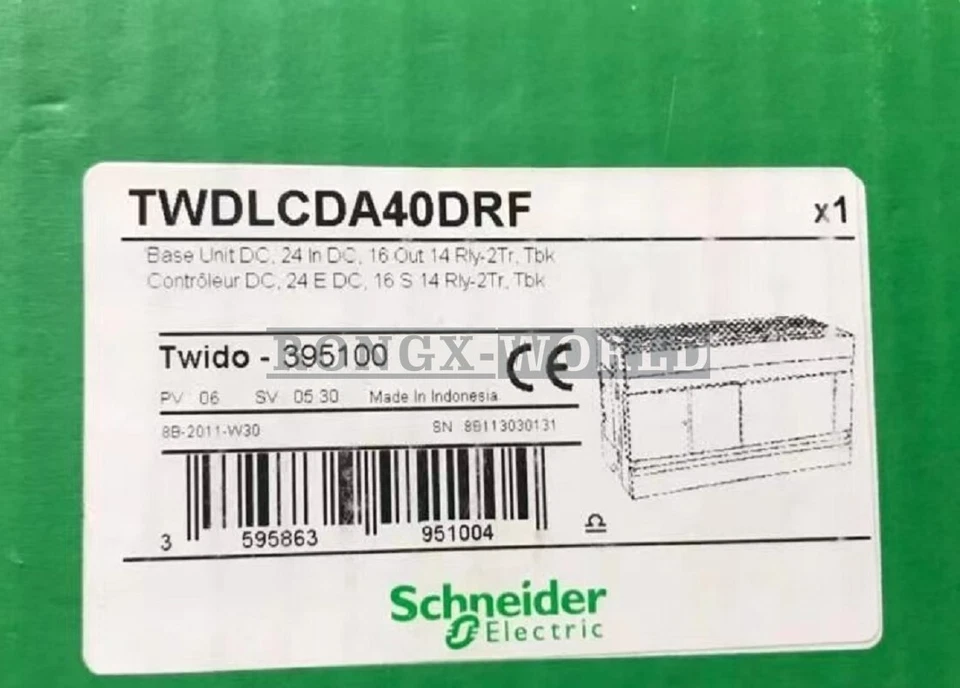 TWDLCDA40DRF x1
Base Unit DC, 24 In DC, 16 Out 14 Rly-2Tr, Tbk
Contrôleur DC, 24 E DC, 16 S 14 Rly-2Tr, Tbk
RONGX-WORLD
Twido - 395100 CE
PV 06 SV 05.30 Made In Indonesia
8B-2011-W30 SN 8B113030131
3 595863 951004
Schneider
Electric